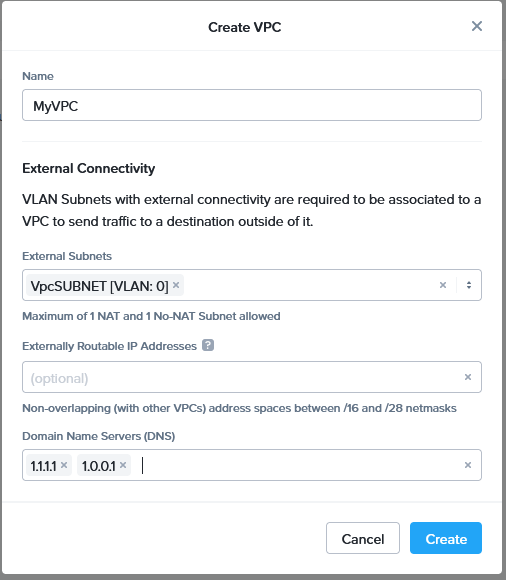 Create VPC ×
Name
MyVPC
External Connectivity
VLAN Subnets with external connectivity are required to be associated to a
VPC to send traffic to a destination outside of it.
External Subnets
VpcSUBNET [VLAN: 0] × ×
Maximum of 1 NAT and 1 No-NAT Subnet allowed
Externally Routable IP Addresses ?
(optional) ×
Non-overlapping (with other VPCs) address spaces between /16 and /28 netmasks
Domain Name Servers (DNS)
1.1.1.1 × 1.0.0.1 × ×
Cancel Create